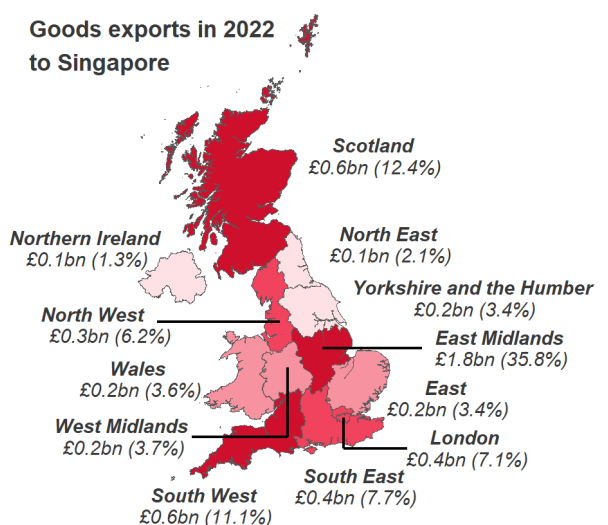 Goods exports in 2022
to Singapore
Scotland
£0.6bn (12.4%)
Northern Ireland
£0.1bn (1.3%)
North East
£0.1bn (2.1%)
Yorkshire and the Humber
£0.2bn (3.4%)
North West
£0.3bn (6.2%)
East Midlands
£1.8bn (35.8%)
Wales
£0.2bn (3.6%)
East
£0.2bn (3.4%)
West Midlands
£0.2bn (3.7%)
London
£0.4bn (7.1%)
South East
£0.4bn (7.7%)
South West
£0.6bn (11.1%)